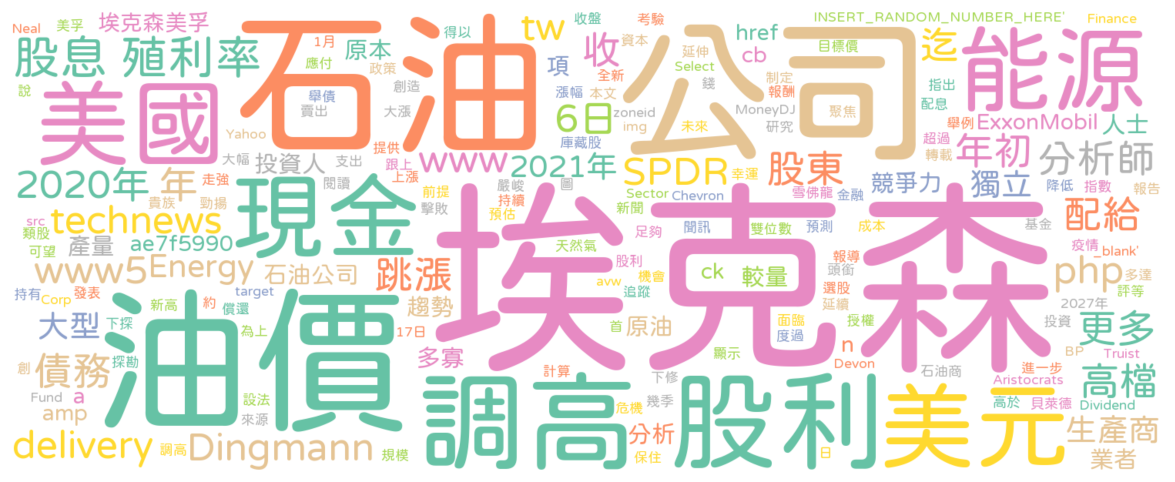 Neal
美孚
埃克森美孚
石油
得以
收盤
考驗
INSERT_RANDOM_NUMBER_HERE'
Finance
股息
殖利率
1月
原本
tw
收
資本
延伸
公司
目標價
href
迄
能源
應付
政策
創造
項
全新
Select
錢
cb
制定
指出
說
美國
舉債
賣出
大漲
漲幅
本文
6日
zoneid
img
未來
報酬
MoneyDJ
研究
聚焦
配息
舉例
ExxonMobil
人士
Yahoo
提供
庫藏股
超過
轉載
年初
分析師
大幅
投資人
支出
跟上
www
2021年
SPDR
幸運
股東
雪佛龍
金融
競爭力
獨立
降低
指數
報告
2020年
年
走強
閱讀
上漲
前提
嚴峻
持續
圖
Sector
Chevron
貴族
勁揚
現金
預估
擊敗
新聞
埃克森
配給
基金
src
technews
類股
可望
產量
ae7f5990
足夠
聞訊
雙位數
預測
成本
疫情
_blank'
天然氣
報導
www5
Energy
石油公司
跳漲
股利
機會
ck
較量
頭銜
php
多達
持有
Corp
發表
約
target
avw
追蹤
選股
評等
新高
償還
趨勢
延續
2027年
大型
下探
為上
17日
首
原油
面臨
度過
授權
投資
更多
油價
n
探勘
多寡
顯示
Devon
石油商
BP
Truist
創
債務
計算
下修
進一步
Aristocrats
高檔
Fund
a
設法
調高
股利
美元
高於
貝萊德
Dividend
amp
來源
危機
幾季
分析
生產商
delivery
調高
Dingmann
規模
保住
日
業者